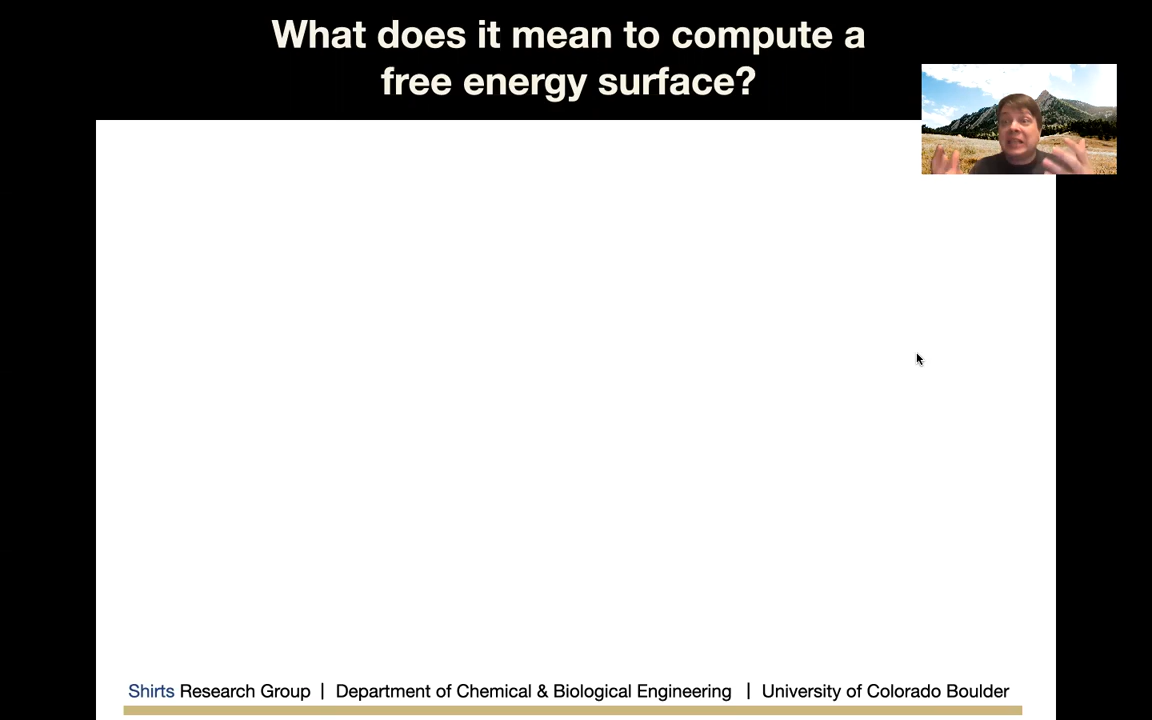 What does it mean to compute a
free energy surface?
Shirts Research Group | Department of Chemical & Biological Engineering | University of Colorado Boulder